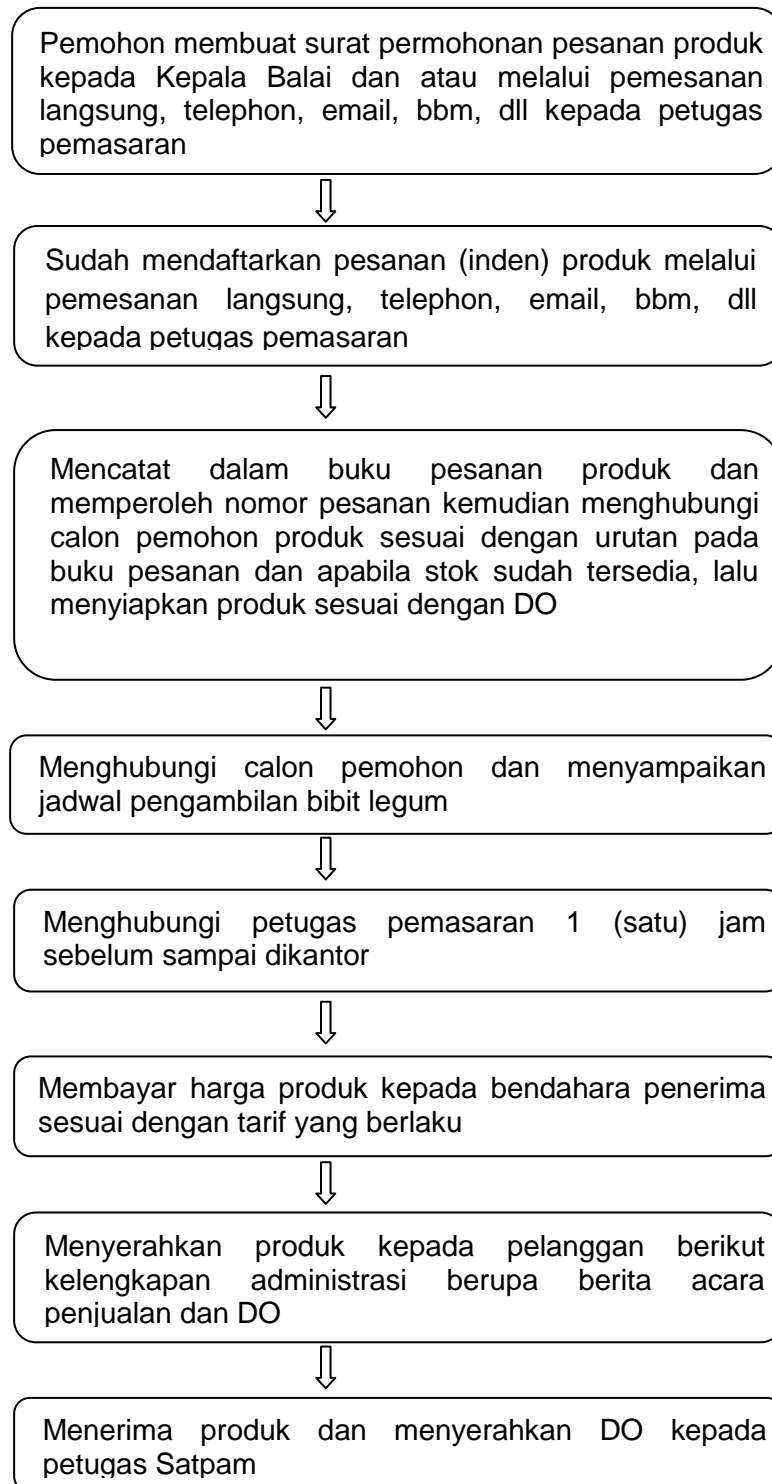 Pemohon membuat surat permohonan pesanan produk
kepada Kepala Balai dan atau melalui pemesanan
langsung, telephon, email, bbm, dll kepada petugas
pemasaran
Sudah mendaftarkan pesanan (inden) produk melalui
pemesanan langsung, telephon, email, bbm, dll
kepada petugas pemasaran
Mencatat dalam buku pesanan produk dan
memperoleh nomor pesanan kemudian menghubungi
calon pemohon produk sesuai dengan urutan pada
buku pesanan dan apabila stok sudah tersedia, lalu
menyiapkan produk sesuai dengan DO
Menghubungi calon pemohon dan menyampaikan
jadwal pengambilan bibit legum
Menghubungi petugas pemasaran 1 (satu) jam
sebelum sampai dikantor
Membayar harga produk kepada bendahara penerima
sesuai dengan tarif yang berlaku
Menyerahkan produk kepada pelanggan berikut
kelengkapan administrasi berupa berita acara
penjualan dan DO
Menerima produk dan menyerahkan DO kepada
petugas Satpam